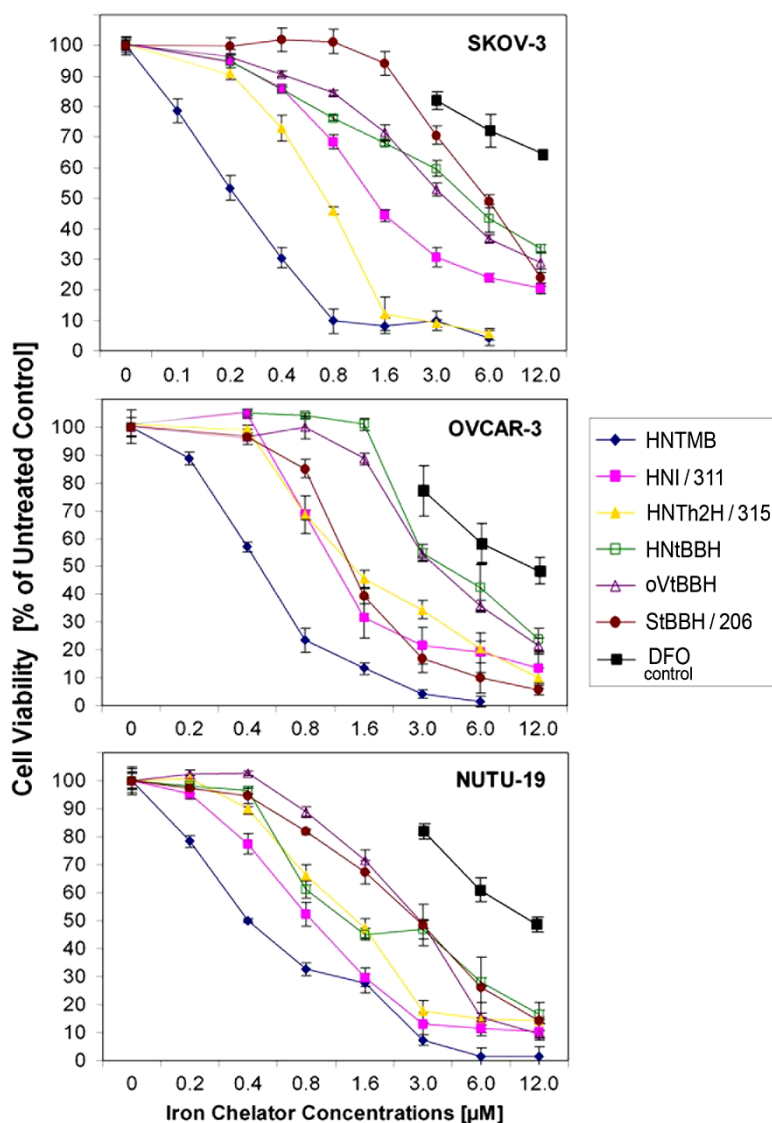 SKOV-3
100
90
80
70
60
50
40
30
20
10
0
0 0.1 0.2 0.4 0.8 1.6 3.0 6.0 12.0
OVCAR-3
100
90
80
70
60
50
40
30
20
10
0
0 0.2 0.4 0.8 1.6 3.0 6.0 12.0
NUTU-19
100
90
80
70
60
50
40
30
20
10
0
0 0.2 0.4 0.8 1.6 3.0 6.0 12.0
Iron Chelator Concentrations [µM]
Cell Viability [% of Untreated Control]
HNTMB
HNI / 311
HNTh2H / 315
HNtBBH
oVtBBH
StBBH / 206
DFO
control